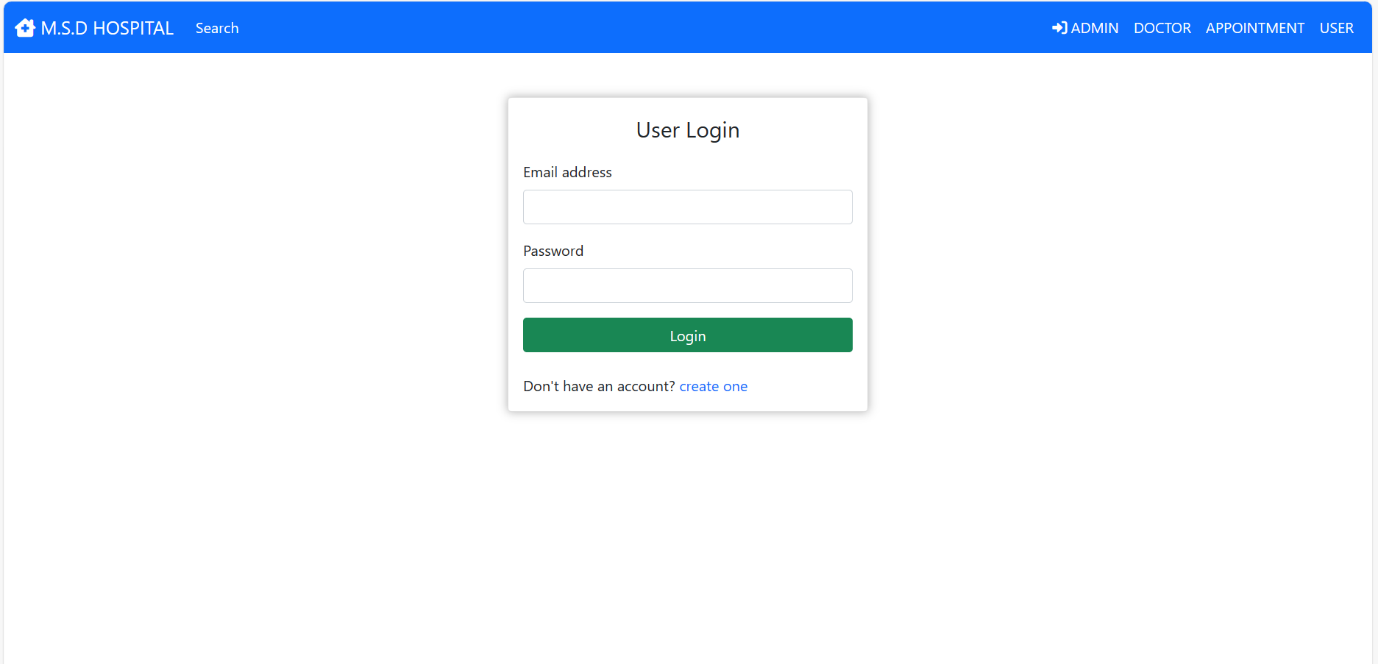 M.S.D HOSPITAL Search ADMIN DOCTOR APPOINTMENT USER
User Login
Email address
Password
Login
Don't have an account? create one